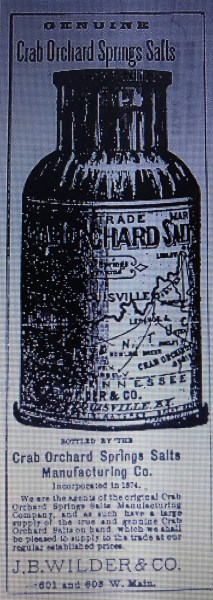 GENUINE
Crab Orchard Springs Salts
TRADE MAR
ORCHARD SALT
LOUISVILLE
TENNESSEE
DER & CO.
LOUISVILLE. KY.
BOTTLED BY THE
Crab Orchard Springs Salts
Manufacturing Co.
Incorporated in 1874.
We are the agents of the original Crab
Orchard Springs Salts Manufacturing
Company, and as such have a large
supply of the true and genuine Crab
Orchard Salts on hand, which we shall
be pleased to supply to the trade at our
regular established prices.
J.B. WILDER & CO.
601 and 603 W. Main.